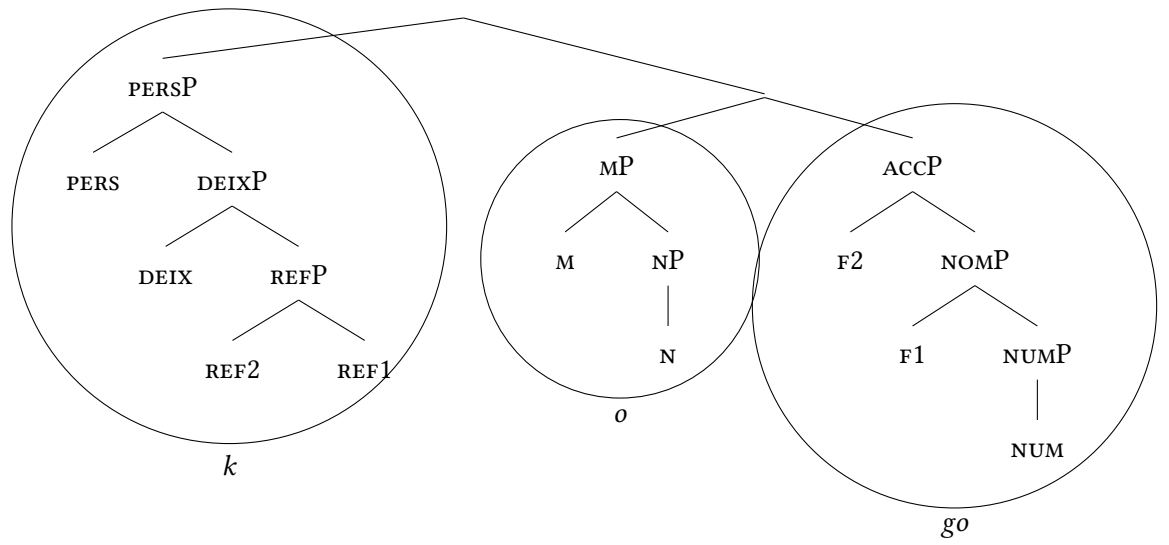 PERSP
PERS DEIXP
DEIX REFP
REF2 REF1
k
MP
M NP
N
o
ACCP
F2 NOMP
F1 NUMP
NUM
go